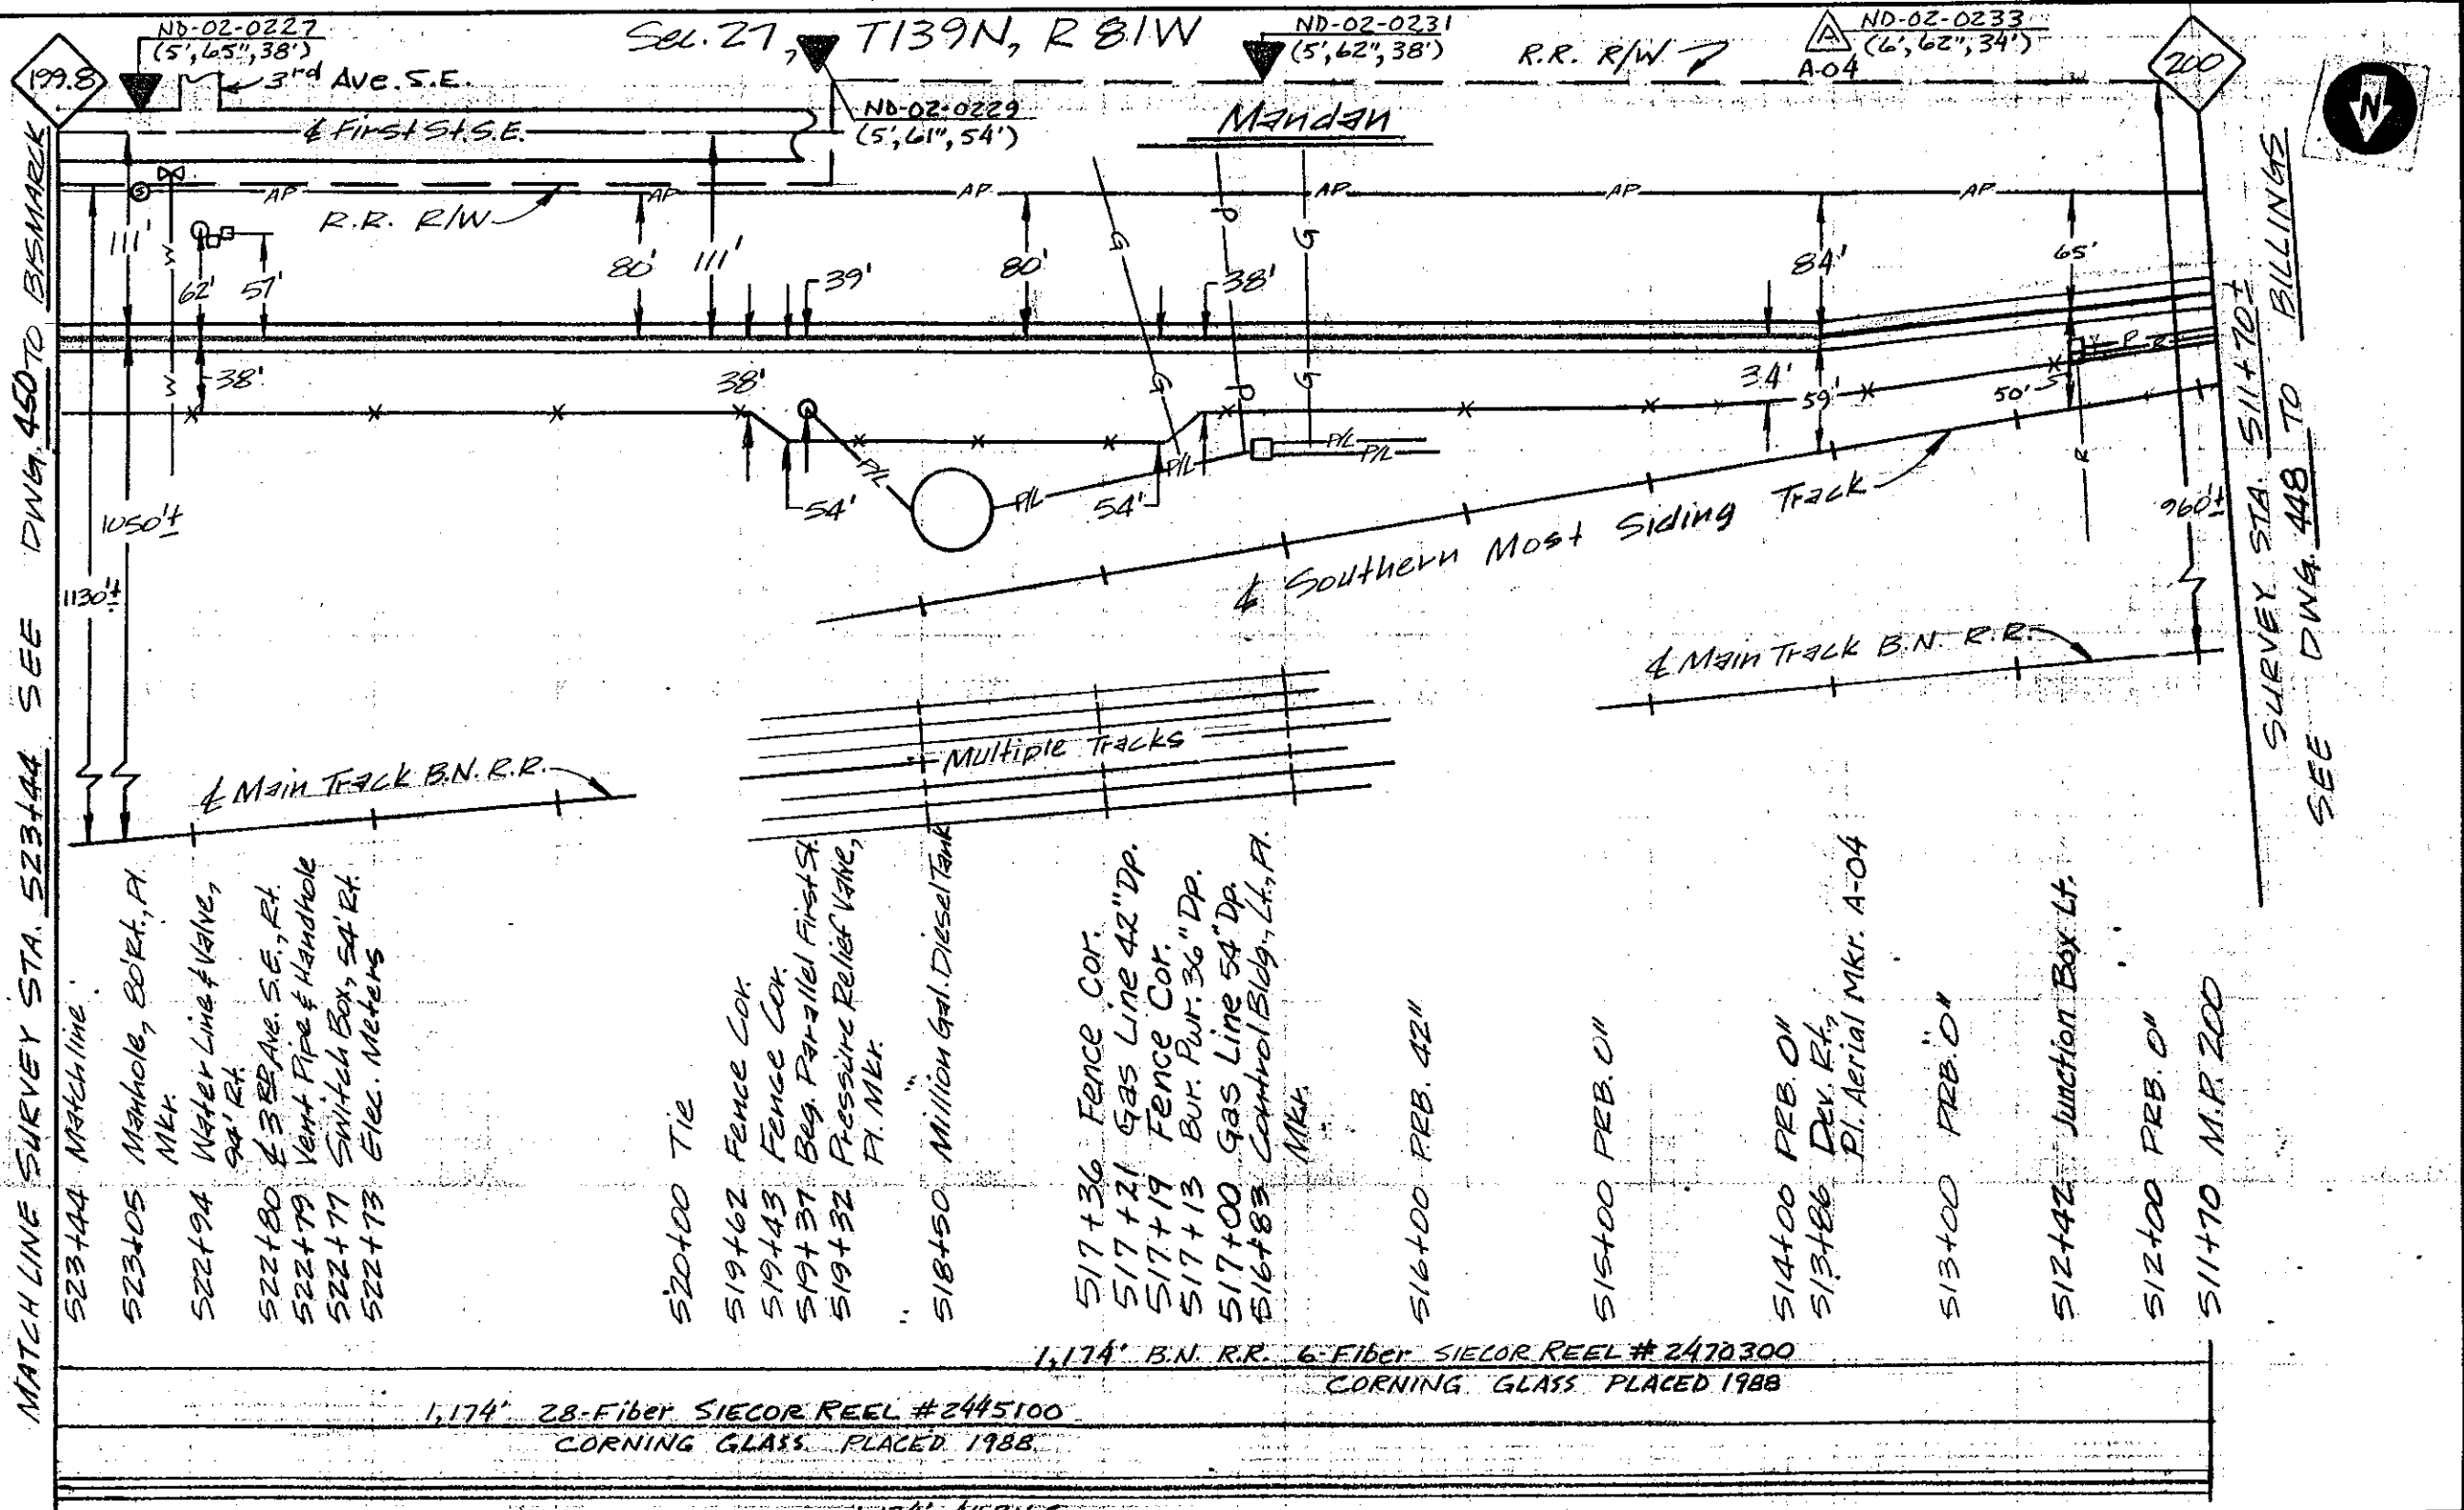 ND-02-0227
(5',65",38')
199.8
3rd Ave. S.E.
Sec. 27, T139N, R 81W
ND-02-0229
(5',61",54')
ND-02-0231
(5',62",38')
R.R. R/W
A
A-04
ND-02-0233
(6',62",34')
200
N
℄ First St. S.E.
Mandan
S
AP AP AP AP AP AP
R.R. R/W
111'
W
62'
57'
80'
111'
39'
80'
G
P
G
38'
84'
65'
W
38'
38'
G
P
G
34'
59'
50'
P R
R
54'
P/L
P/L
54'
P/L
P/L
P/L
1050'±
1130'±
960'±
℄ Southern Most Siding Track
℄ Main Track B.N. R.R.
Multiple Tracks
℄ Main Track B.N. R.R.
MATCH LINE SURVEY STA. 523+44 SEE DWG. 450 TO BISMARCK
SURVEY STA. 511+70±
SEE DWG. 448 TO BILLINGS
523+44 Matchline
523+05 Manhole, 80' Rt., Pl.
Mkr.
522+94 Water Line & Valve,
94' Rt.
522+80 ℄ 3RD Ave. S.E., Rt.
522+79 Vent Pipe & Handhole
522+77 Switch Box, 54' Rt.
522+73 Elec. Meters
520+00 Tie
519+62 Fence Cor.
519+43 Fence Cor.
519+37 Beg. Parallel First St.
519+32 Pressure Relief Valve,
Pl. Mkr.
518+50 Million Gal. Diesel Tank
517+36 Fence Cor.
517+21 Gas Line 42" Dp.
517+19 Fence Cor.
517+13 Bur. Pwr. 36" Dp.
517+00 Gas Line 54" Dp.
516+83 Control Bldg., Lt., Pl.
Mkr.
516+00 PRB. 42"
515+00 PRB. 0"
514+00 PRB. 0"
513+86 Dev. Rt.,
Pl. Aerial Mkr. A-04
513+00 PRB. 0"
512+42 Junction Box Lt.
512+00 PRB. 0"
511+70 M.P. 200
1,174' B.N. R.R. 6-Fiber SIECOR REEL # 2470300
CORNING GLASS PLACED 1988
1,174' 28-Fiber SIECOR REEL # 2445100
CORNING GLASS PLACED 1988